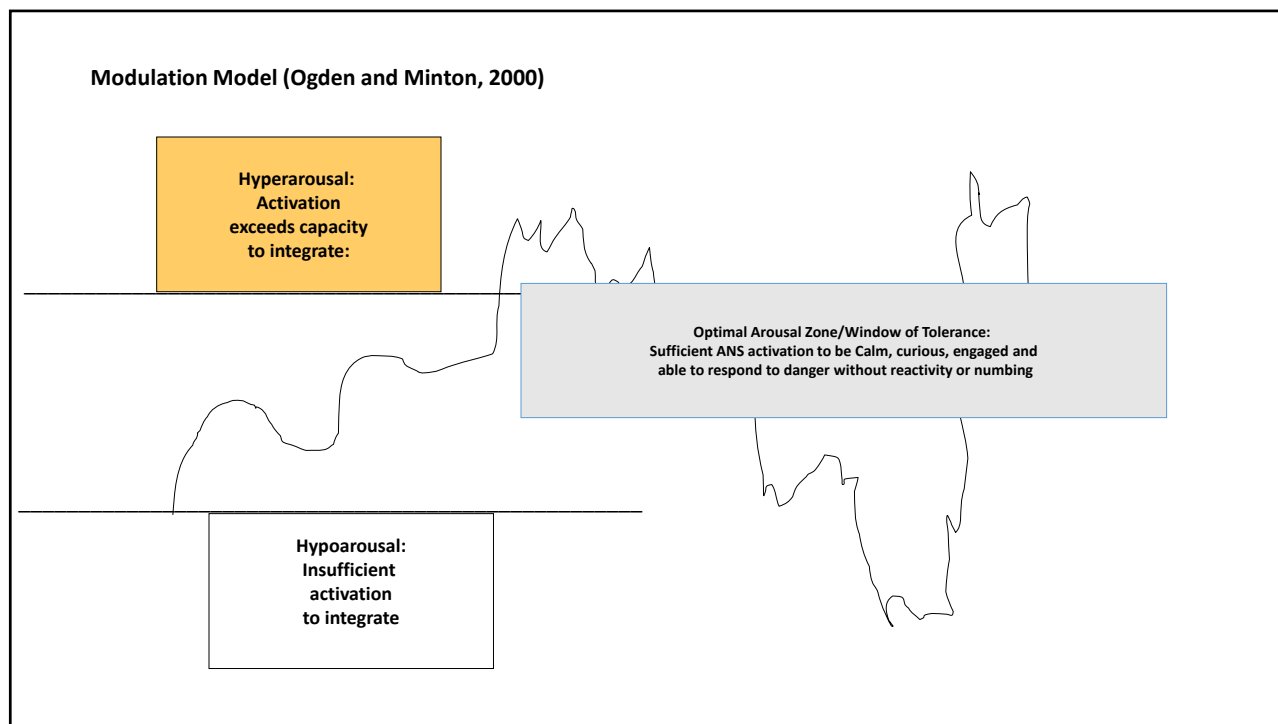 Modulation Model (Ogden and Minton, 2000)
Hyperarousal:
Activation
exceeds capacity
to integrate:
Optimal Arousal Zone/Window of Tolerance:
Sufficient ANS activation to be Calm, curious, engaged and
able to respond to danger without reactivity or numbing
Hypoarousal:
Insufficient
activation
to integrate